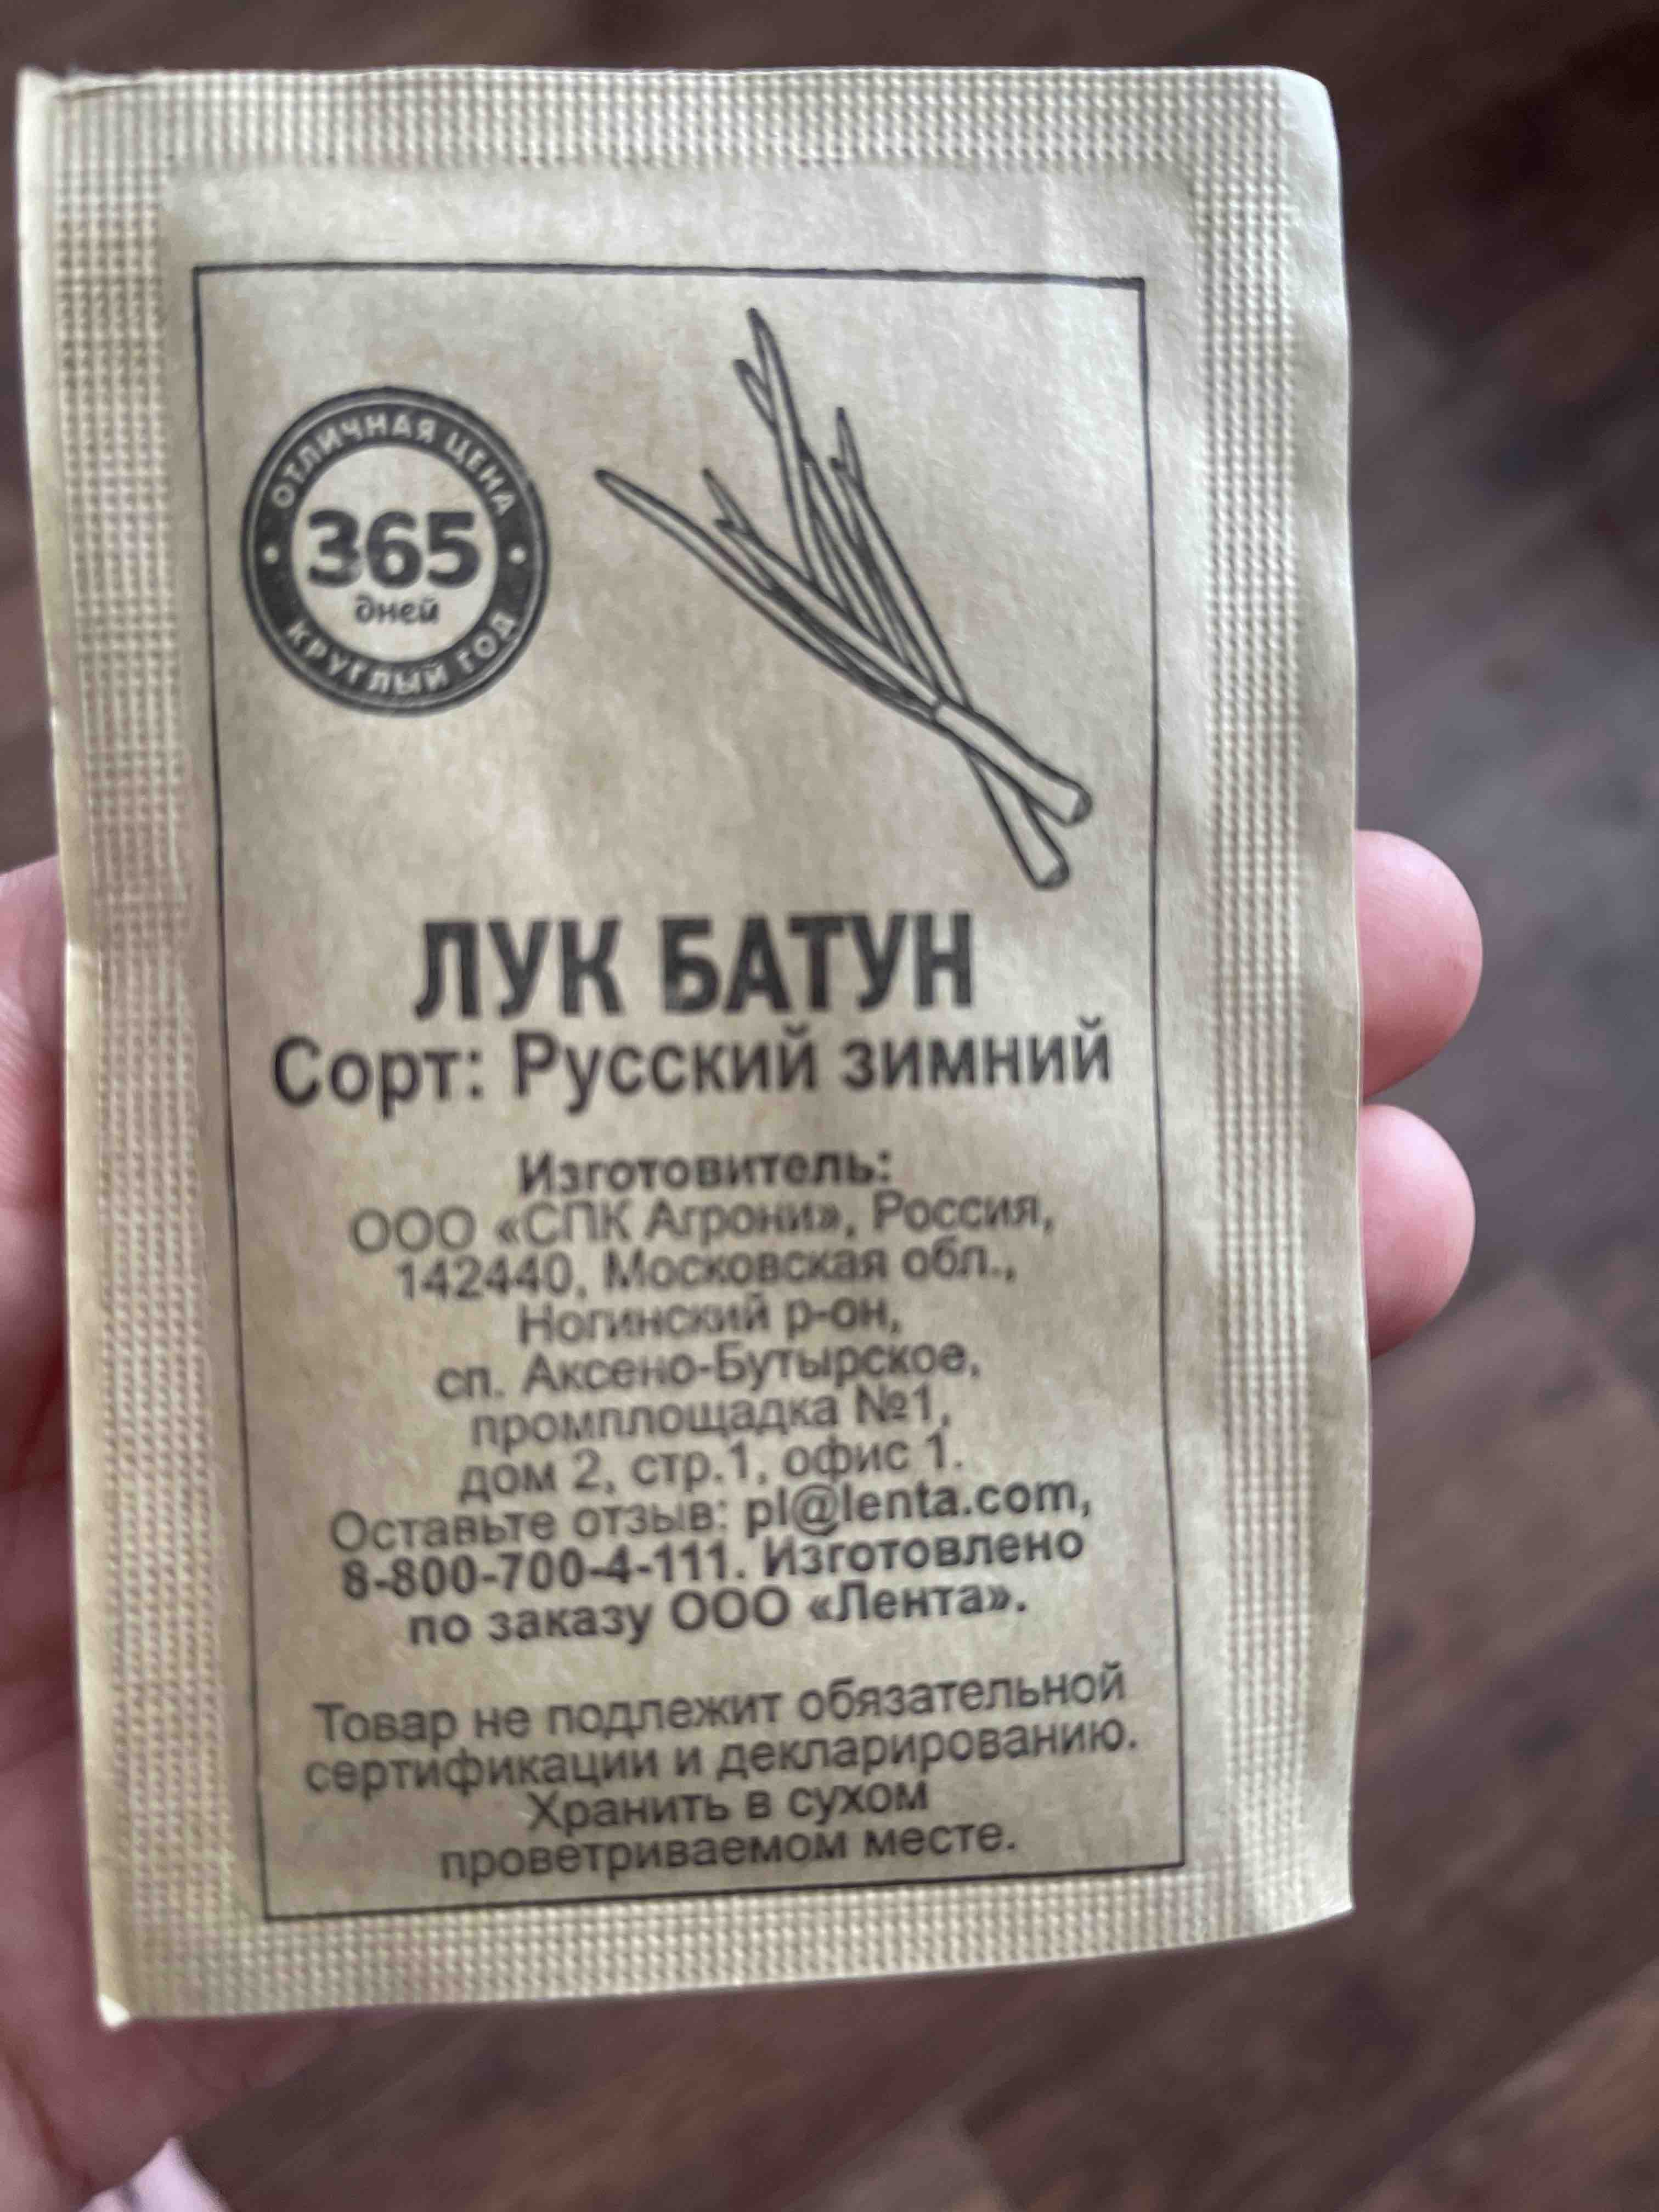 ОТЛИЧНАЯ ЦЕНА
365
дней
КРУГЛЫЙ ГОД
ЛУК БАТУН
Сорт: Русский зимний
Изготовитель:
ООО «СПК Агрони», Россия,
142440, Московская обл.,
Ногинский р-он,
сп. Аксено-Бутырское,
промплощадка №1,
дом 2, стр.1, офис 1.
Оставьте отзыв: pl@lenta.com,
8-800-700-4-111. Изготовлено
по заказу ООО «Лента».
Товар не подлежит обязательной
сертификации и декларированию.
Хранить в сухом
проветриваемом месте.